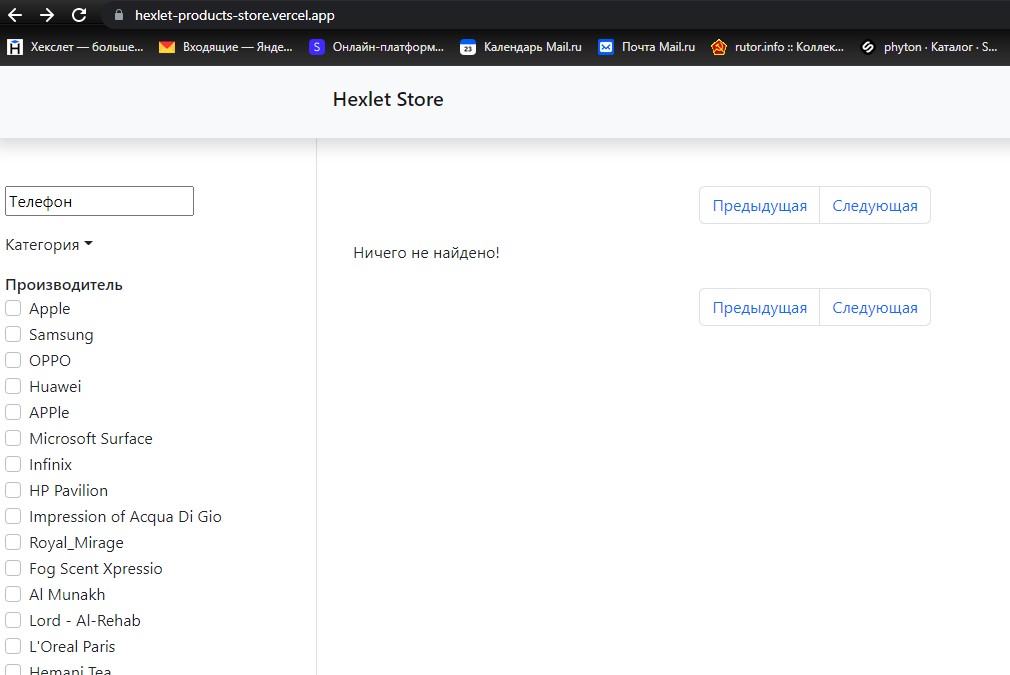 hexlet-products-store.vercel.app
Хекслет — больше... Входящие — Янде... S Онлайн-платформ... 23 Календарь Mail.ru Почта Mail.ru rutor.info :: Коллек... phyton · Каталог · S...
Hexlet Store
Телефон
Предыдущая Следующая
Категория
Ничего не найдено!
Производитель
Предыдущая Следующая
Apple
Samsung
OPPO
Huawei
APPle
Microsoft Surface
Infinix
HP Pavilion
Impression of Acqua Di Gio
Royal_Mirage
Fog Scent Xpressio
Al Munakh
Lord - Al-Rehab
L'Oreal Paris
Hemani Tea